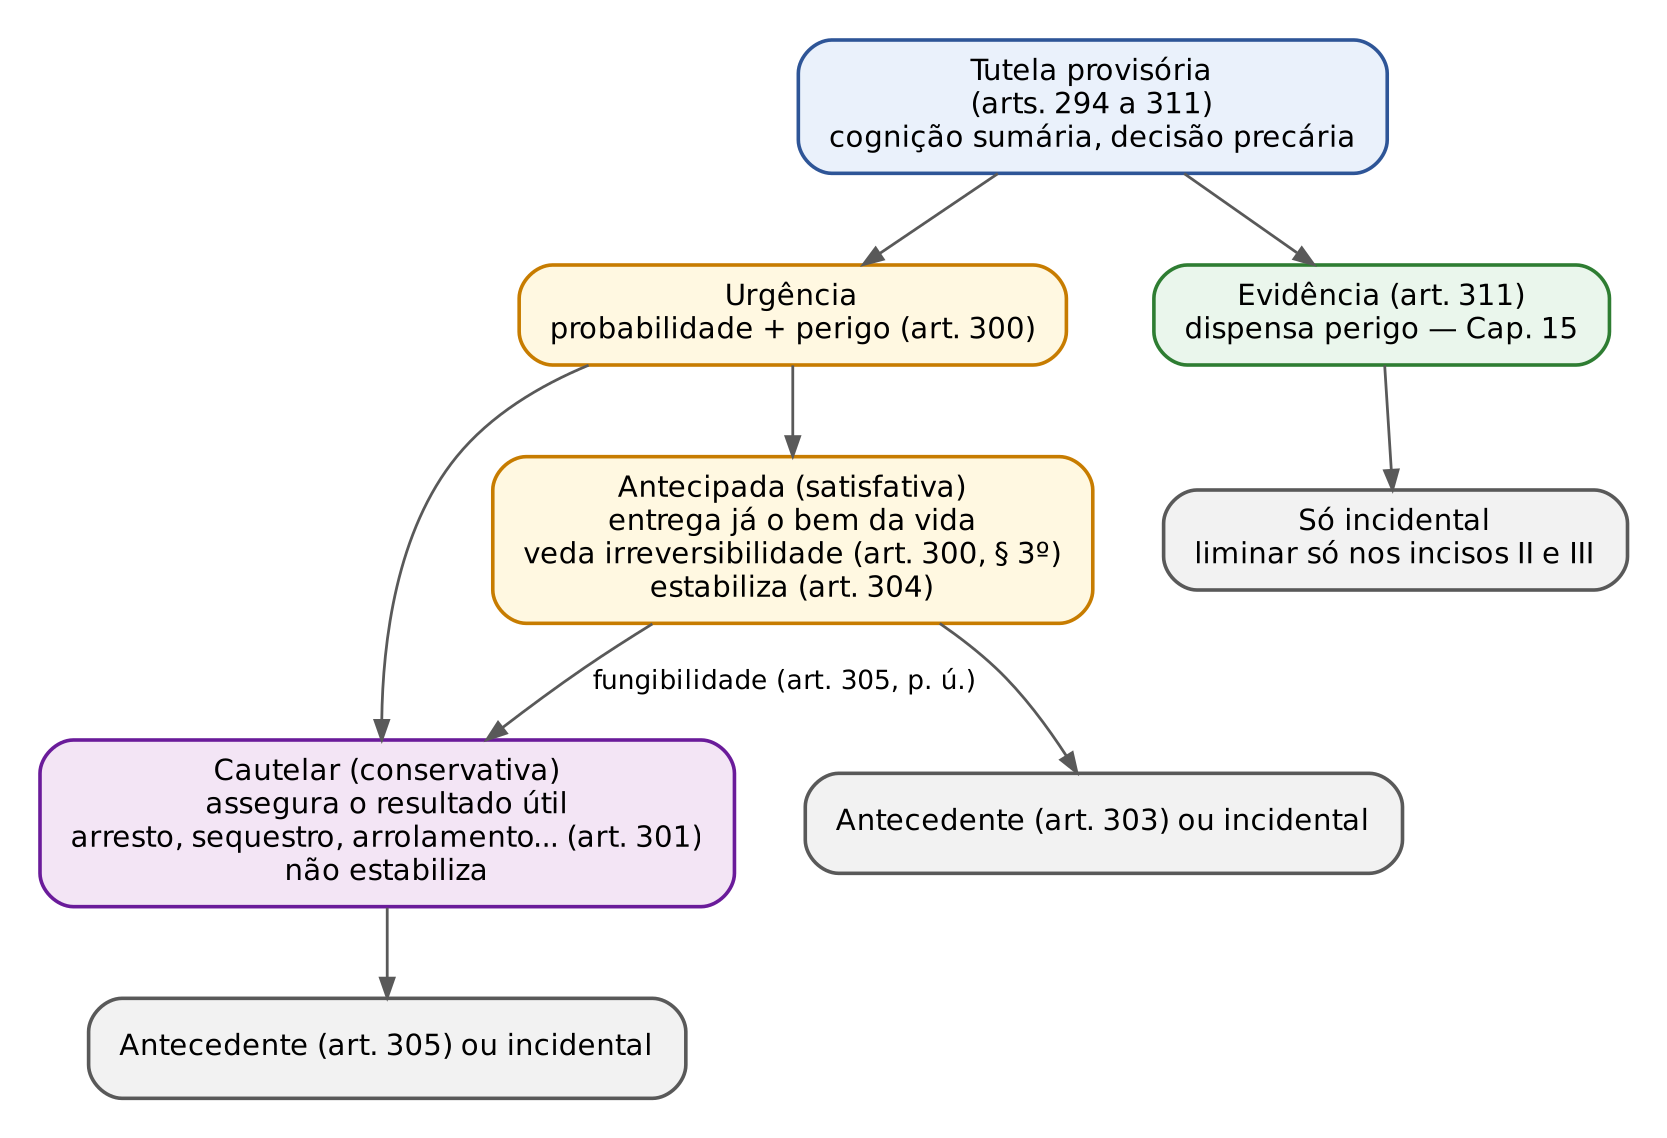 Tutela provisória
(arts. 294 a 311)
cognição sumária, decisão precária
Urgência
probabilidade + perigo (art. 300)
Evidência (art. 311)
dispensa perigo — Cap. 15
Antecipada (satisfativa)
entrega já o bem da vida
veda irreversibilidade (art. 300, § 3º)
estabiliza (art. 304)
Só incidental
liminar só nos incisos II e III
fungibilidade (art. 305, p. ú.)
Cautelar (conservativa)
assegura o resultado útil
arresto, sequestro, arrolamento... (art. 301)
não estabiliza
Antecedente (art. 303) ou incidental
Antecedente (art. 305) ou incidental